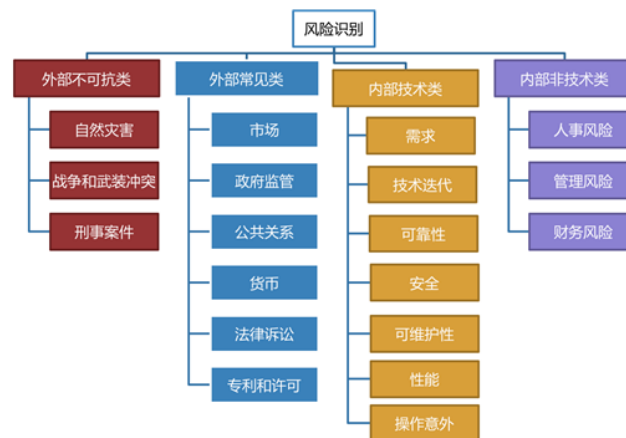 风险识别
外部不可抗类
自然灾害
战争和武装冲突
刑事案件
外部常见类
市场
政府监管
公共关系
货币
法律诉讼
专利和许可
内部技术类
需求
技术迭代
可靠性
安全
可维护性
性能
操作意外
内部非技术类
人事风险
管理风险
财务风险